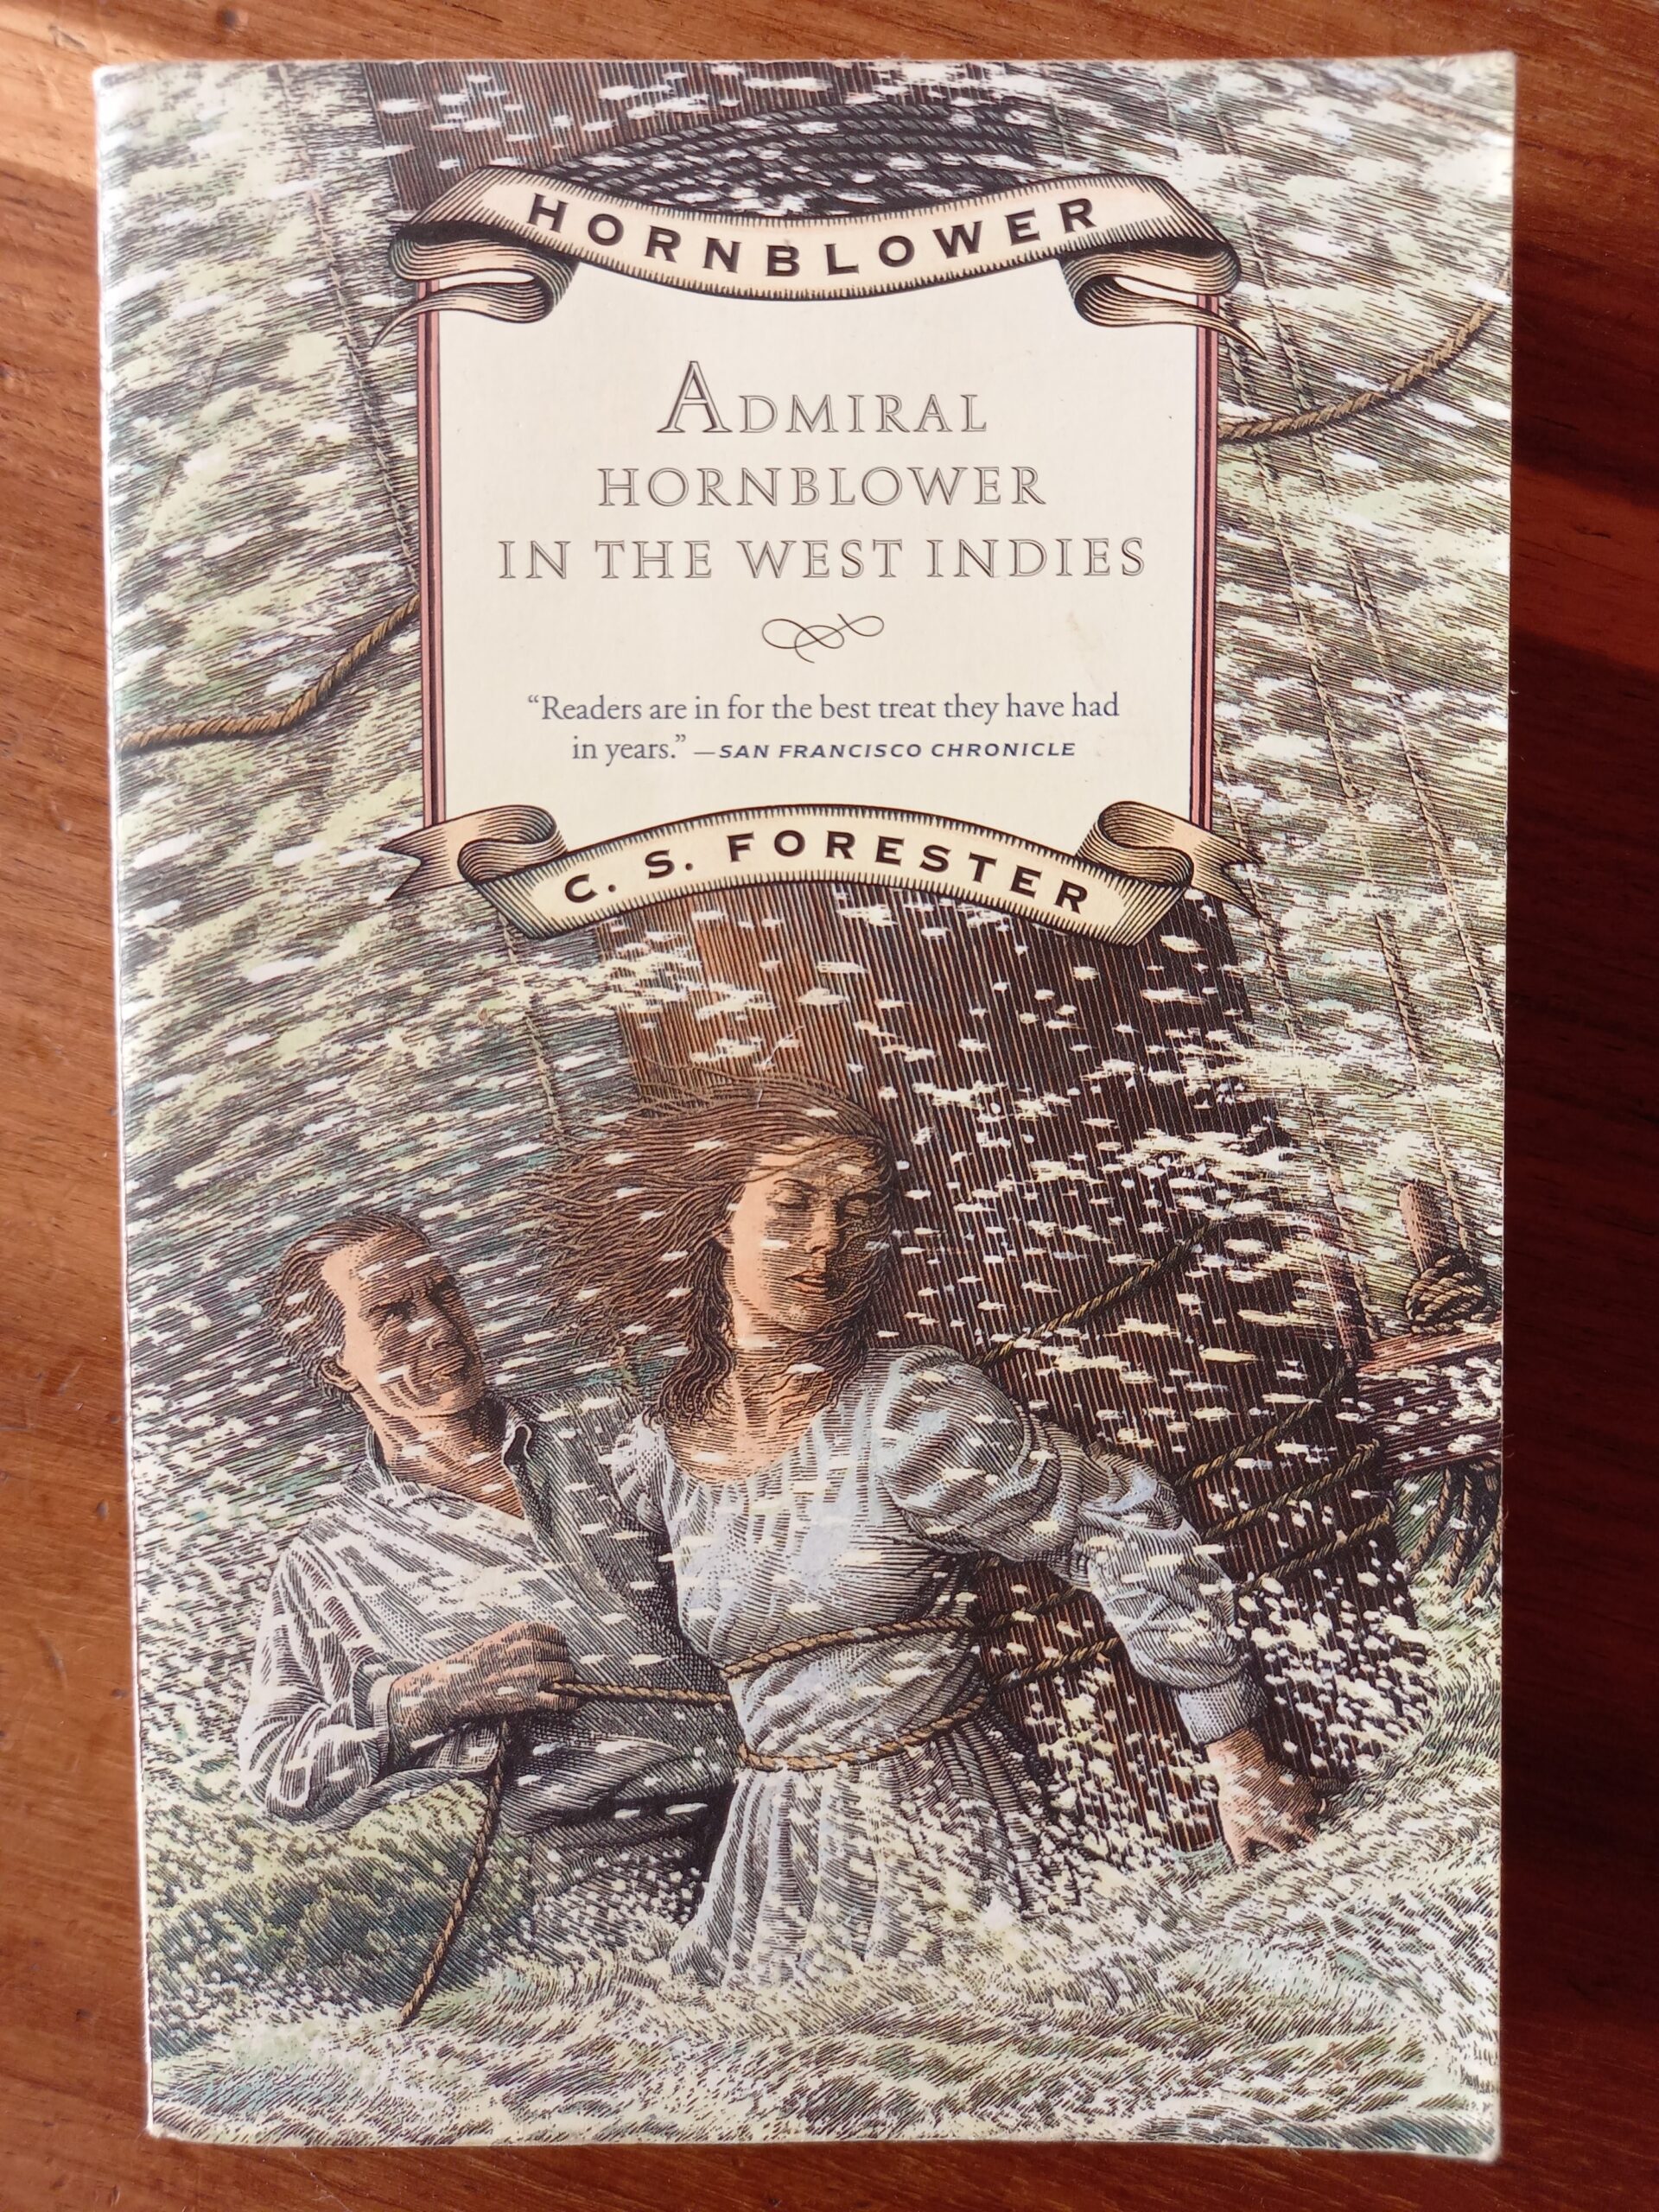 HORNBLOWER
ADMIRAL
HORNBLOWER
IN THE WEST INDIES
“Readers are in for the best treat they have had
in years.” —SAN FRANCISCO CHRONICLE
C. S. FORESTER